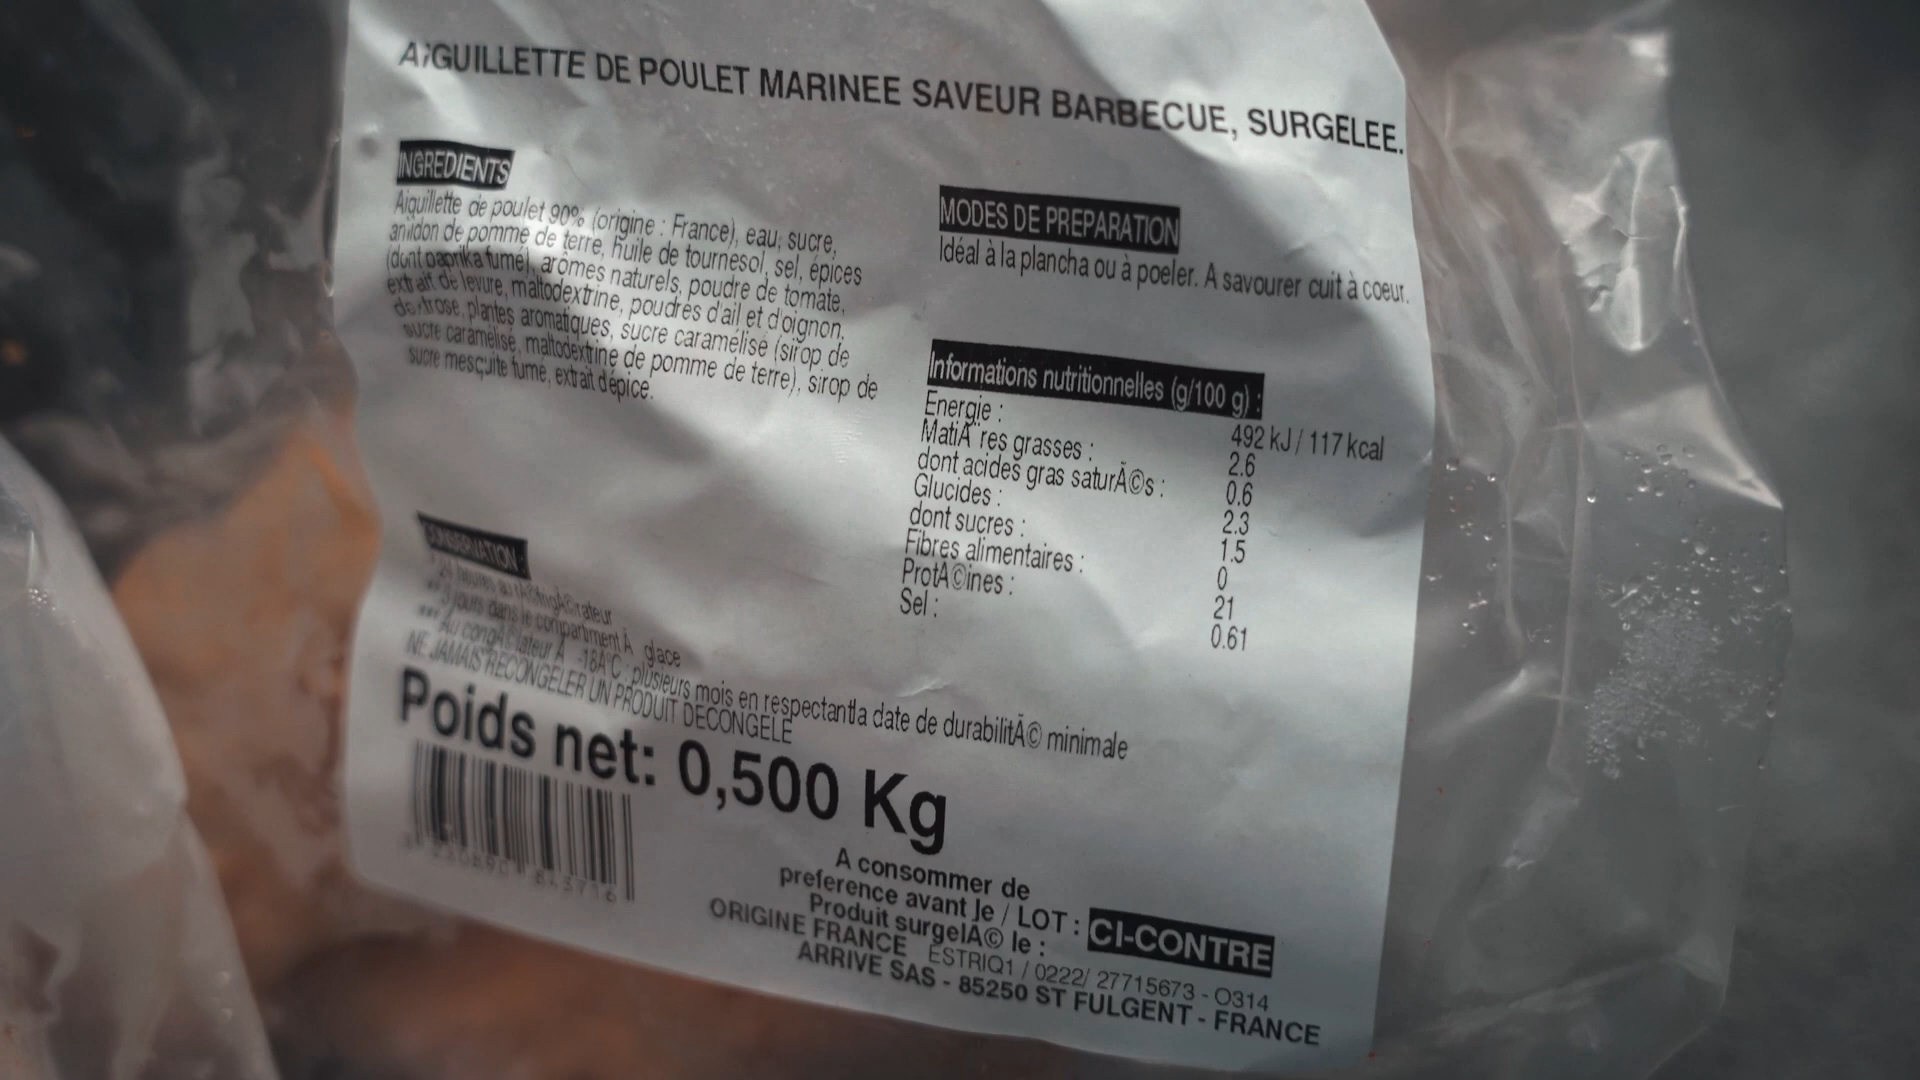 AIGUILLETTE DE POULET MARINEE SAVEUR BARBECUE, SURGELEE.
INGREDIENTS
Aiguillette de poulet 90% (origine : France), eau, sucre,
amidon de pomme de terre, huile de tournesol, sel, épices
(dont paprika fumé), arômes naturels, poudre de tomate,
extrait de levure, maltodextrine, poudres d'ail et d'oignon,
dextrose, plantes aromatiques, sucre caramélisé (sirop de
sucre caramélisé, maltodextrine de pomme de terre), sirop de
sucre mesquite fumé, extrait d'épice.
MODES DE PREPARATION
Idéal à la plancha ou à poeler. A savourer cuit à coeur.
Informations nutritionnelles (g/100 g) :
Energie : 492 kJ / 117 kcal
MatiÃ¨res grasses : 2.6
dont acides gras saturÃ©s : 0.6
Glucides : 2.3
dont sucres : 1.5
Fibres alimentaires : 0
ProtÃ©ines : 21
Sel : 0.61
CONSERVATION :
* 24 heures au rÃ©frigÃ©rateur
** 3 jours dans le compartiment Ã  glace
*** Au congÃ©lateur Ã  -18Â°C : plusieurs mois en respectant la date de durabilitÃ© minimale
NE JAMAIS RECONGELER UN PRODUIT DECONGELE
Poids net: 0,500 Kg
A consommer de
preference avant le / LOT : CI-CONTRE
Produit surgelÃ© le :
ORIGINE FRANCE ESTRIQ1 / 0222/ 27715673 - O314
ARRIVE SAS - 85250 ST FULGENT - FRANCE